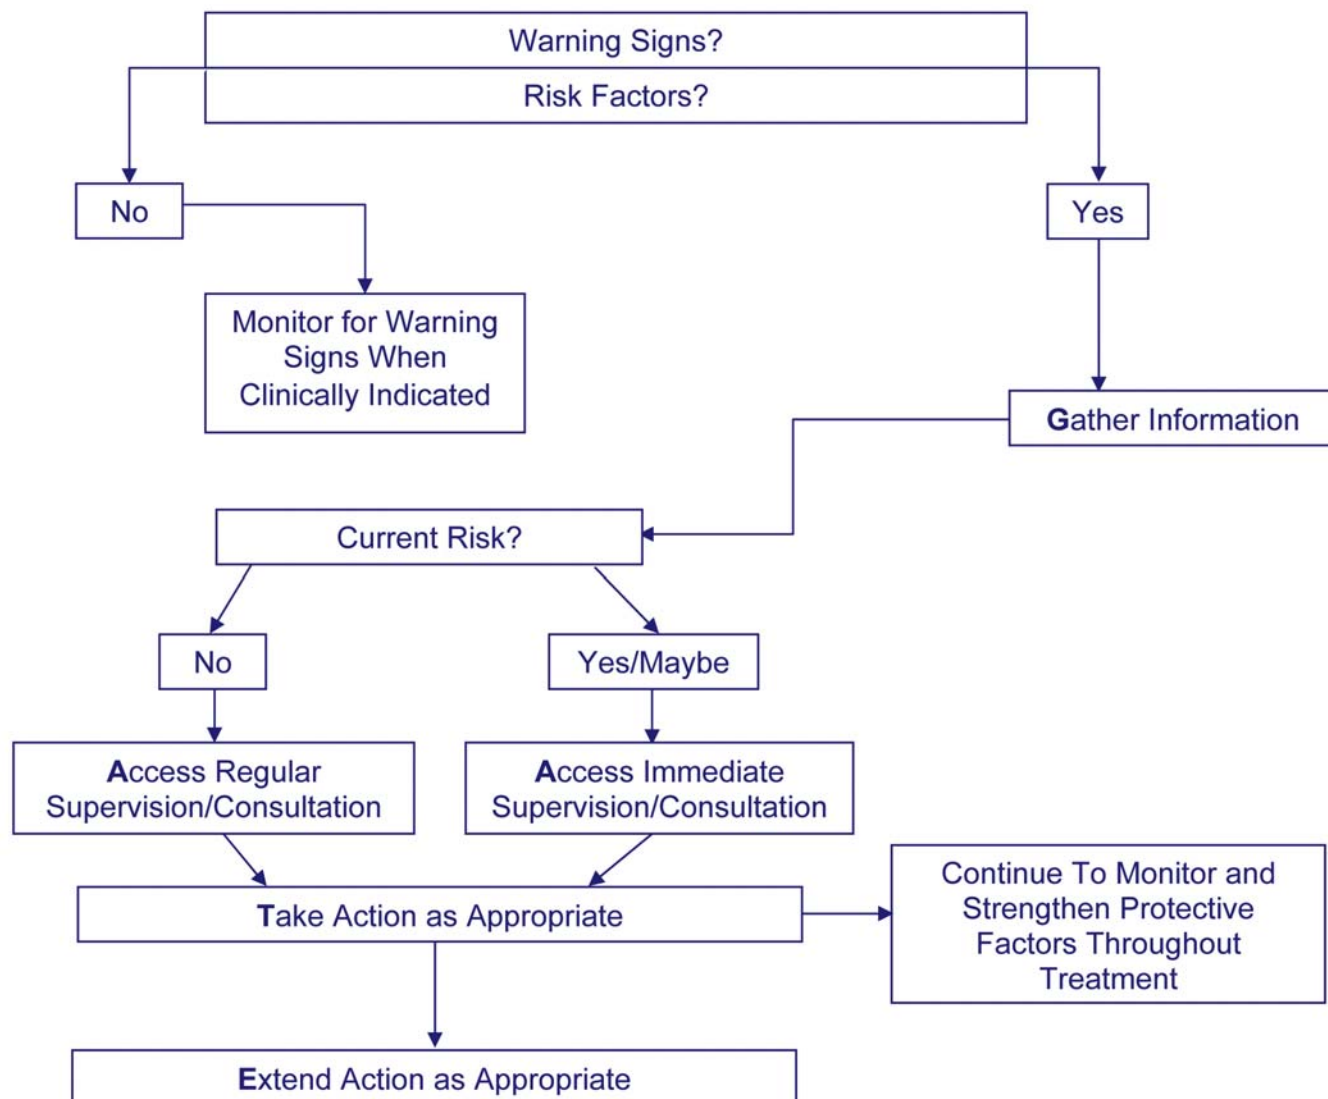 Warning Signs?
Risk Factors?
No
Yes
Monitor for Warning
Signs When
Clinically Indicated
Gather Information
Current Risk?
No
Yes/Maybe
Access Regular
Supervision/Consultation
Access Immediate
Supervision/Consultation
Take Action as Appropriate
Continue To Monitor and
Strengthen Protective
Factors Throughout
Treatment
Extend Action as Appropriate